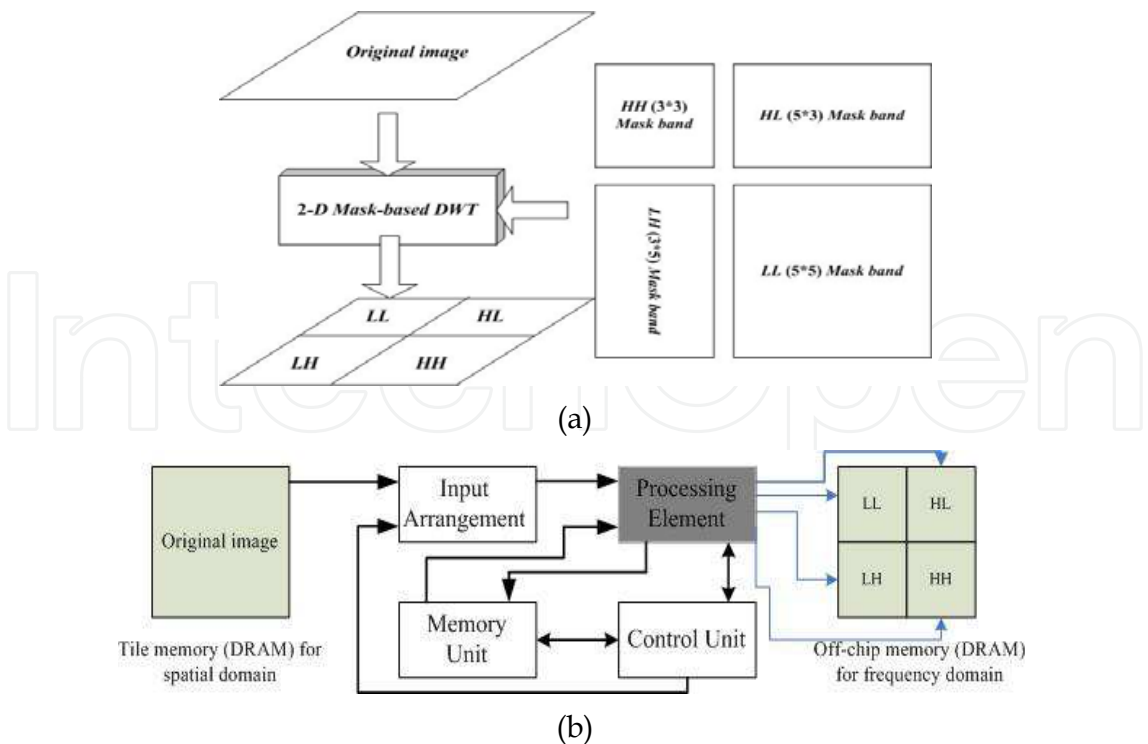 Original image
HH (3*3)
Mask band
HL (5*3) Mask band
2-D Mask-based DWT
LH (3*5) Mask band
LL (5*5) Mask band
LL
HL
LH
HH
IntechOpen
(a)
Original image
Input
Arrangement
Processing
Element
LL
HL
LH
HH
Memory
Unit
Control Unit
Tile memory (DRAM) for
spatial domain
Off-chip memory (DRAM)
for frequency domain
(b)